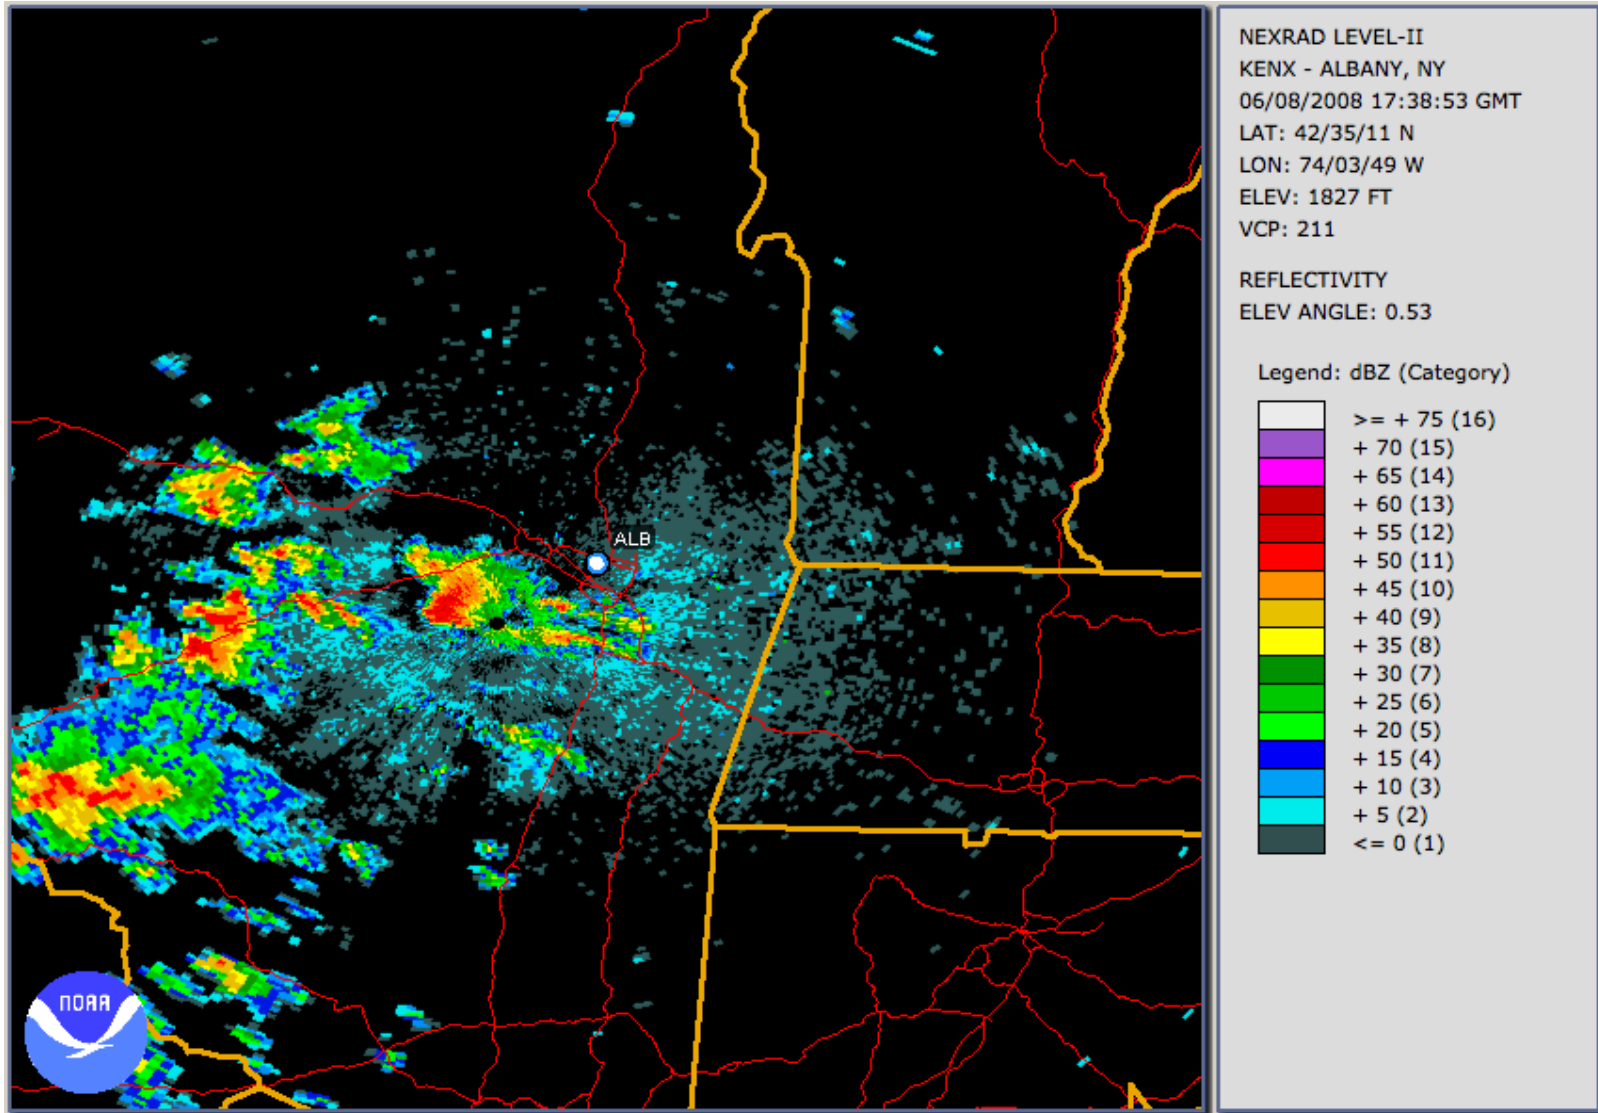 NEXRAD LEVEL-II
KENX - ALBANY, NY
06/08/2008 17:38:53 GMT
LAT: 42/35/11 N
LON: 74/03/49 W
ELEV: 1827 FT
VCP: 211
REFLECTIVITY
ELEV ANGLE: 0.53
Legend: dBZ (Category)
>= + 75 (16)
+ 70 (15)
+ 65 (14)
+ 60 (13)
+ 55 (12)
+ 50 (11)
+ 45 (10)
+ 40 (9)
+ 35 (8)
+ 30 (7)
+ 25 (6)
+ 20 (5)
+ 15 (4)
+ 10 (3)
+ 5 (2)
<= 0 (1)
ALB
NOAA